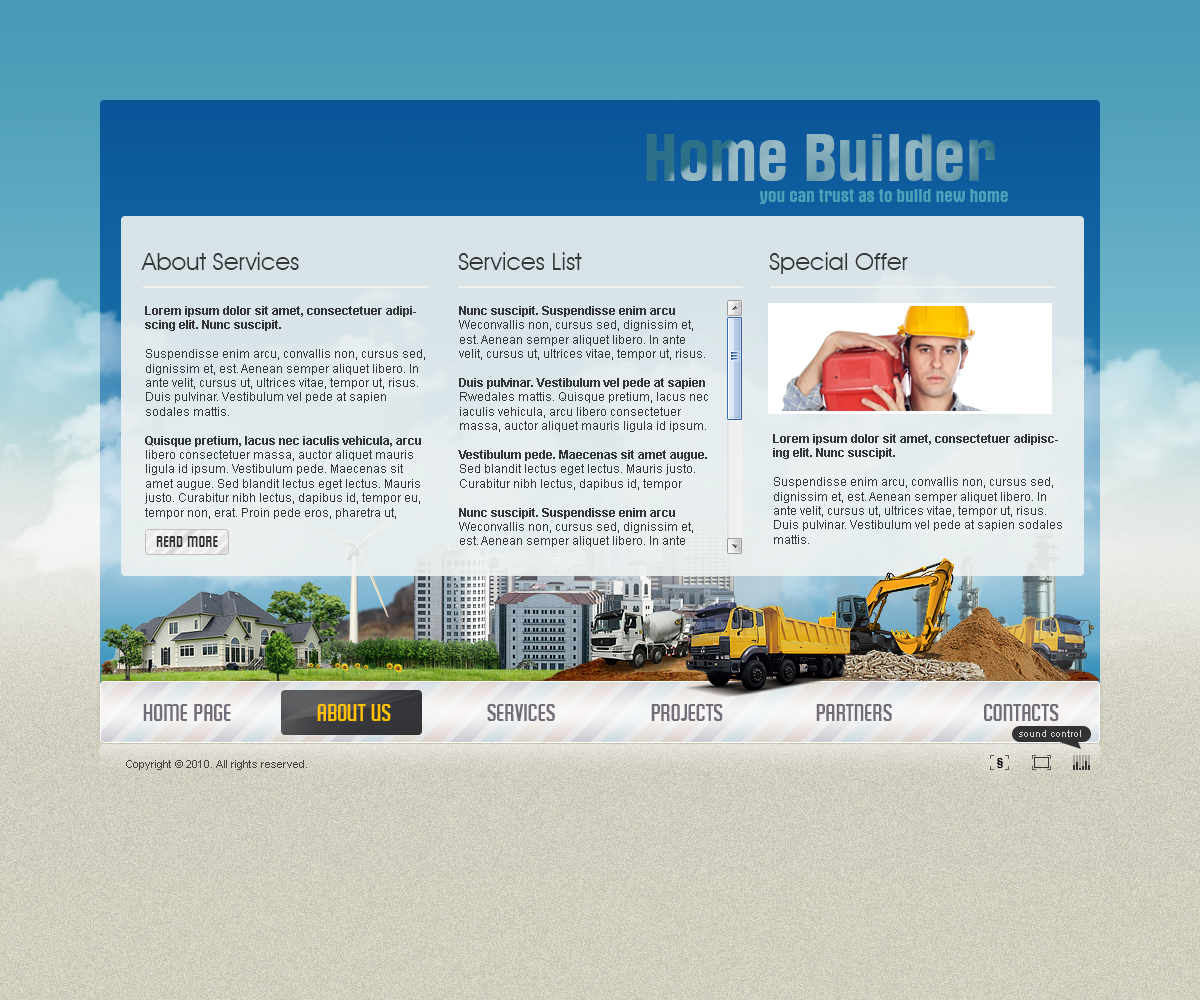 Home Builder
you can trust as to bulid new home
About Services
Lorem ipsum dolor sit amet, consectetuer adipi-
scing elit. Nunc suscipit.
Suspendisse enim arcu, convallis non, cursus sed,
dignissim et, est. Aenean semper aliquet libero. In
ante velit, cursus ut, ultrices vitae, tempor ut, risus.
Duis pulvinar. Vestibulum vel pede at sapien
sodales mattis.
Quisque pretium, lacus nec iaculis vehicula, arcu
libero consectetuer massa, auctor aliquet mauris
ligula id ipsum. Vestibulum pede. Maecenas sit
amet augue. Sed blandit lectus eget lectus. Mauris
justo. Curabitur nibh lectus, dapibus id, tempor eu,
tempor non, erat. Proin pede eros, pharetra ut,
READ MORE
Services List
Nunc suscipit. Suspendisse enim arcu
Weconvallis non, cursus sed, dignissim et,
est. Aenean semper aliquet libero. In ante
velit, cursus ut, ultrices vitae, tempor ut, risus.
Duis pulvinar. Vestibulum vel pede at sapien
Rwedales mattis. Quisque pretium, lacus nec
iaculis vehicula, arcu libero consectetuer
massa, auctor aliquet mauris ligula id ipsum.
Vestibulum pede. Maecenas sit amet augue.
Sed blandit lectus eget lectus. Mauris justo.
Curabitur nibh lectus, dapibus id, tempor
Nunc suscipit. Suspendisse enim arcu
Weconvallis non, cursus sed, dignissim et,
est. Aenean semper aliquet libero. In ante
Special Offer
Lorem ipsum dolor sit amet, consectetuer adipisc-
ing elit. Nunc suscipit.
Suspendisse enim arcu, convallis non, cursus sed,
dignissim et, est. Aenean semper aliquet libero. In
ante velit, cursus ut, ultrices vitae, tempor ut, risus.
Duis pulvinar. Vestibulum vel pede at sapien sodales
mattis.
HOME PAGE
ABOUT US
SERVICES
PROJECTS
PARTNERS
CONTACTS
sound control
Copyright © 2010. All rights reserved.
§